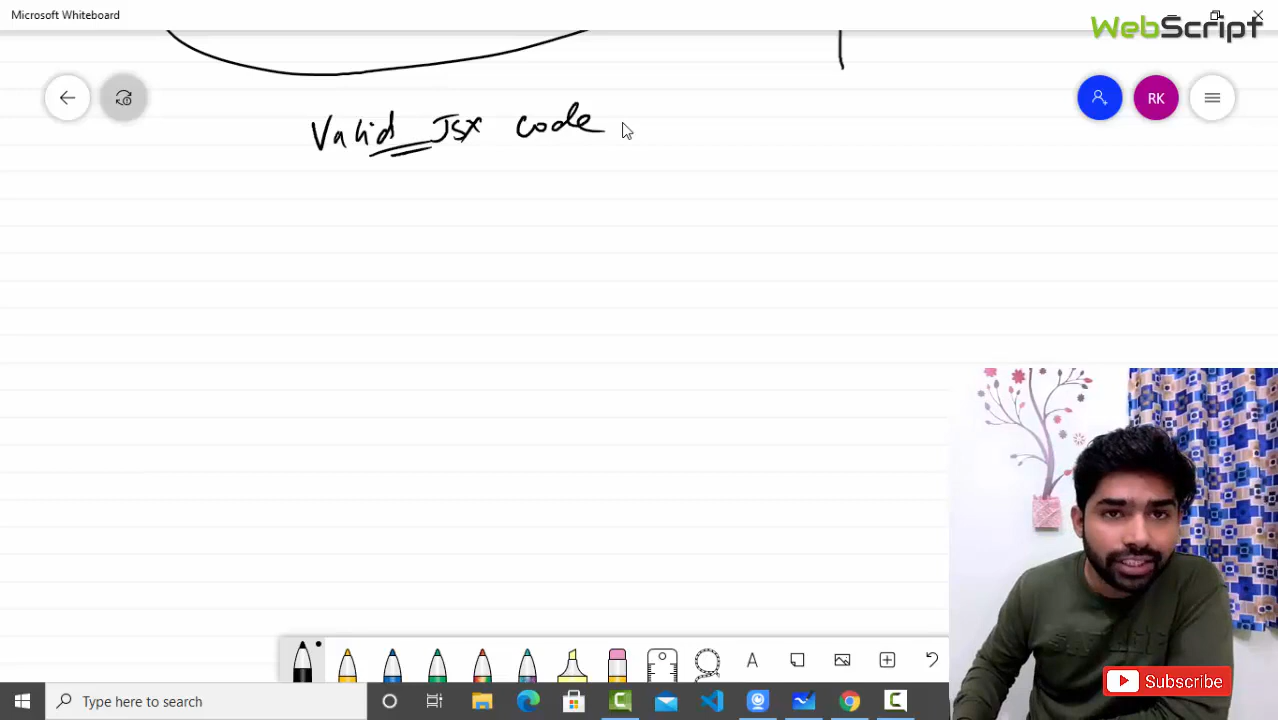 Microsoft Whiteboard
WebScript
RK
Valid JSX code
A
Subscribe
Type here to search